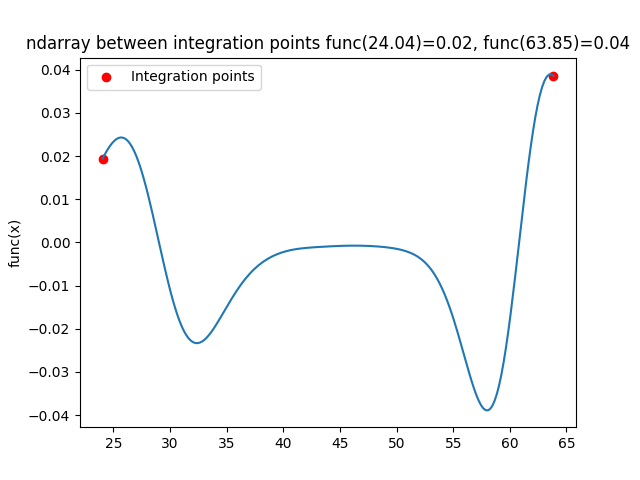 ndarray between integration points func(24.04)=0.02, func(63.85)=0.04
Integration points
func(x)
0.04
0.03
0.02
0.01
0.00
−0.01
−0.02
−0.03
−0.04
25 30 35 40 45 50 55 60 65